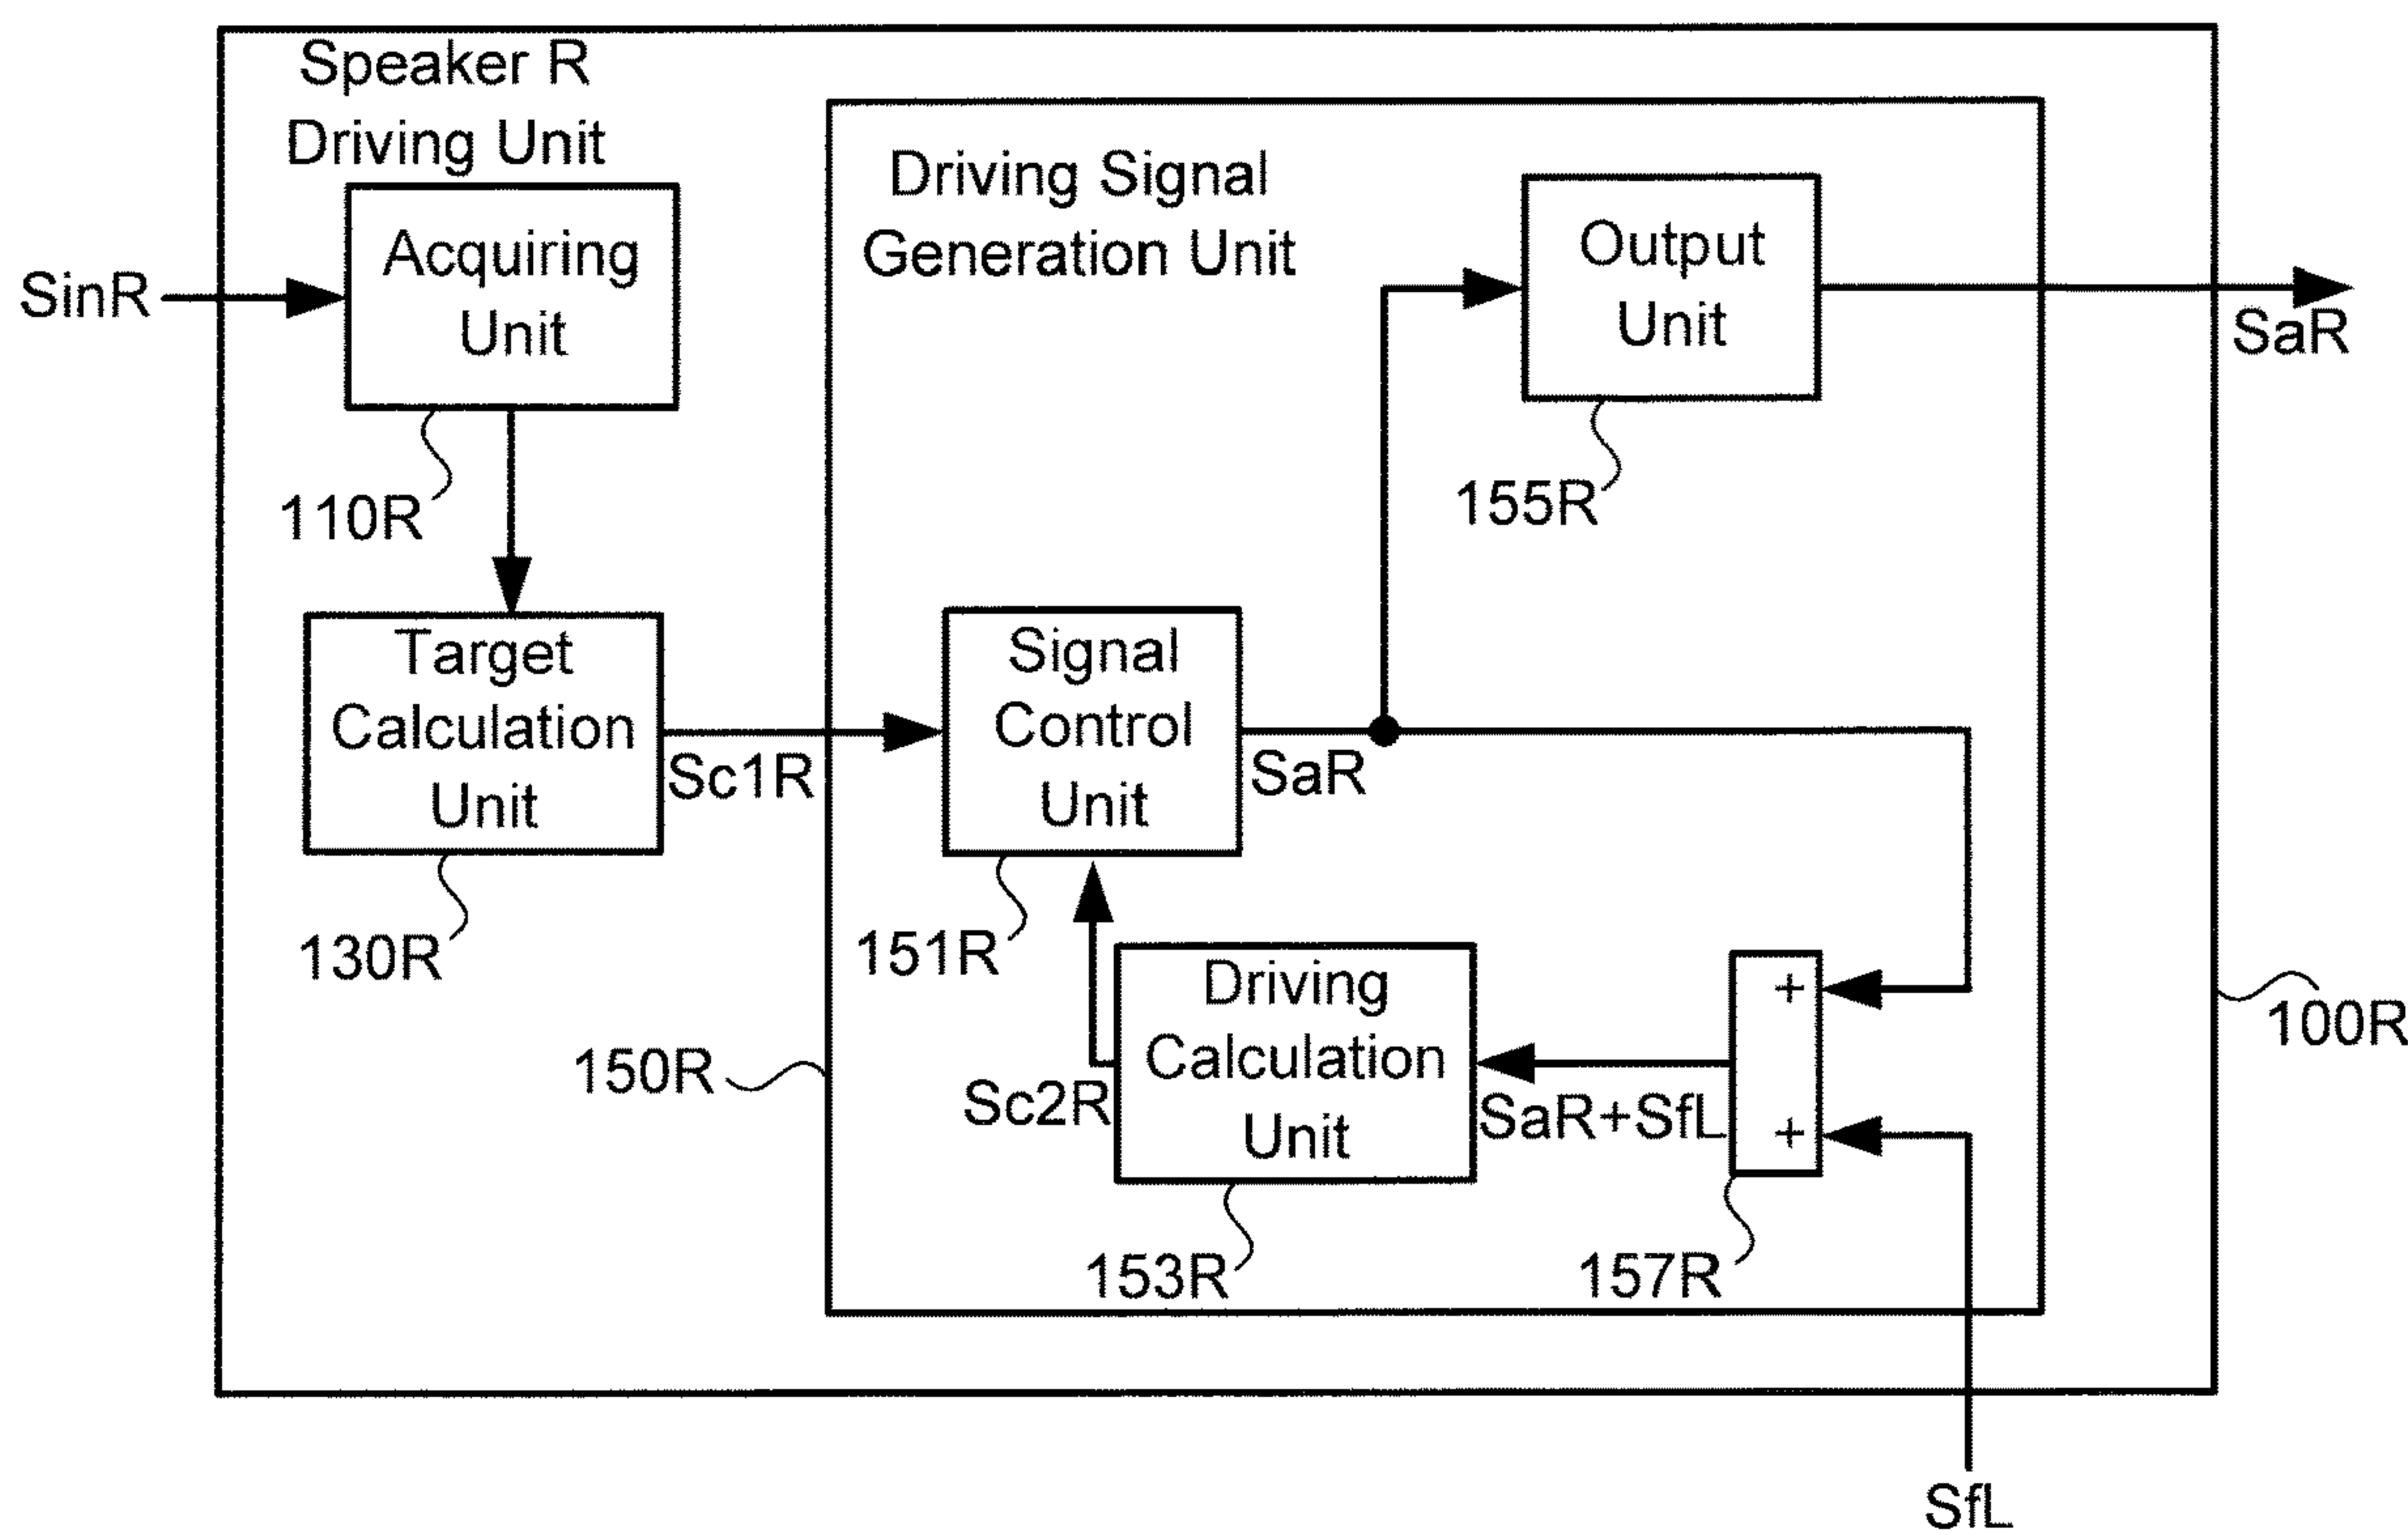 Speaker R
Driving Unit
Driving Signal
Generation Unit
Acquiring
Unit
Output
Unit
SinR
SaR
110R
155R
Target
Calculation
Unit
Sc1R
Signal
Control
Unit
SaR
130R
151R
Driving
Calculation
Unit
+
+
100R
150R
Sc2R
SaR+SfL
153R
157R
SfL